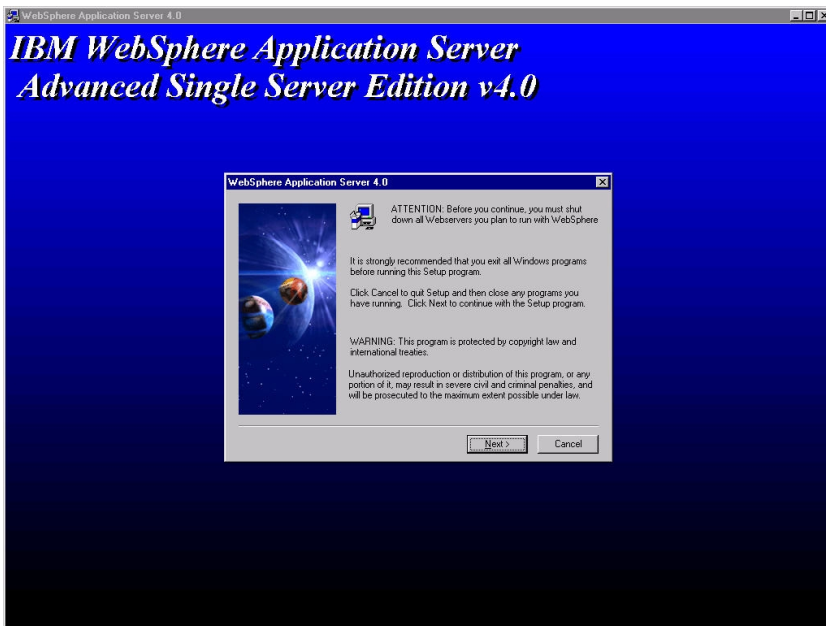 WebSphere Application Server 4.0
IBM WebSphere Application Server
Advanced Single Server Edition v4.0
WebSphere Application Server 4.0
ATTENTION: Before you continue, you must shut
down all Webservers you plan to run with WebSphere
It is strongly recommended that you exit all Windows programs
before running this Setup program.
Click Cancel to quit Setup and then close any programs you
have running. Click Next to continue with the Setup program.
WARNING: This program is protected by copyright law and
international treaties.
Unauthorized reproduction or distribution of this program, or any
portion of it, may result in severe civil and criminal penalties, and
will be prosecuted to the maximum extent possible under law.
Next >
Cancel